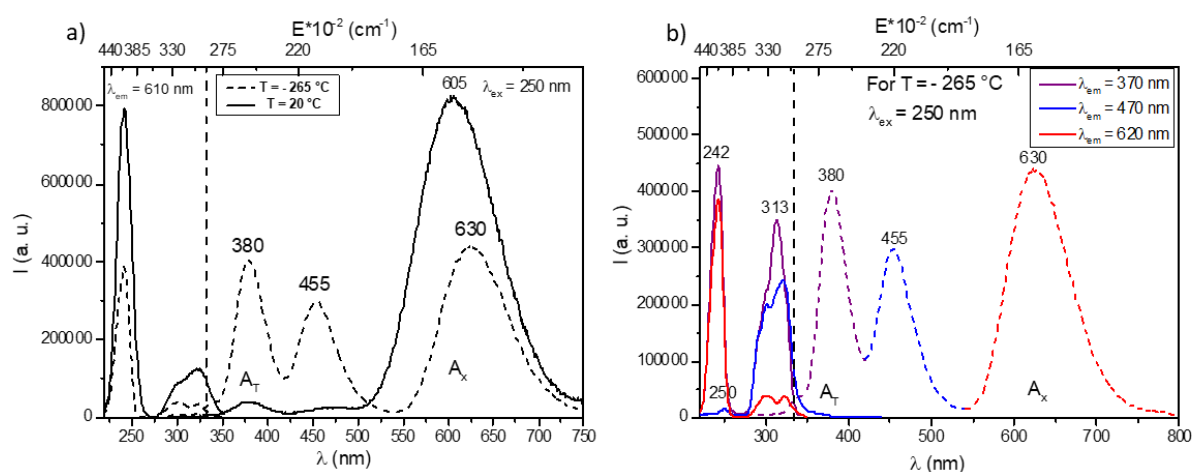 a)
E*10⁻² (cm⁻¹)
440 385 330 275 220 165
λem = 610 nm
T = - 265 °C
T = 20 °C
605
λex = 250 nm
800000
600000
400000
200000
0
380
455
630
AT
Ax
250 300 350 400 450 500 550 600 650 700 750
λ (nm)
I (a. u.)
b)
E*10⁻² (cm⁻¹)
440 385 330 275 220 165
For T = - 265 °C
λex = 250 nm
λem = 370 nm
λem = 470 nm
λem = 620 nm
600000
500000
400000
300000
200000
100000
0
242
313
380
455
630
250
AT
Ax
300 400 500 600 700 800
λ (nm)
I (a. u.)